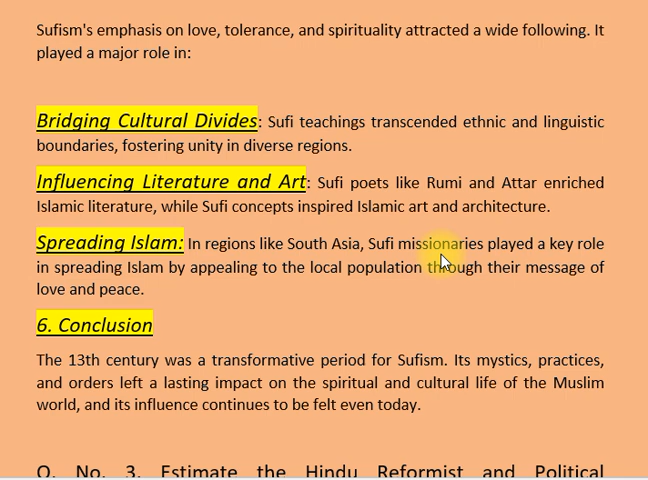 Sufism's emphasis on love, tolerance, and spirituality attracted a wide following. It
played a major role in:
Bridging Cultural Divides: Sufi teachings transcended ethnic and linguistic
boundaries, fostering unity in diverse regions.
Influencing Literature and Art: Sufi poets like Rumi and Attar enriched
Islamic literature, while Sufi concepts inspired Islamic art and architecture.
Spreading Islam: In regions like South Asia, Sufi missionaries played a key role
in spreading Islam by appealing to the local population through their message of
love and peace.
6. Conclusion
The 13th century was a transformative period for Sufism. Its mystics, practices,
and orders left a lasting impact on the spiritual and cultural life of the Muslim
world, and its influence continues to be felt even today.
Q. No. 3. Estimate the Hindu Reformist and Political